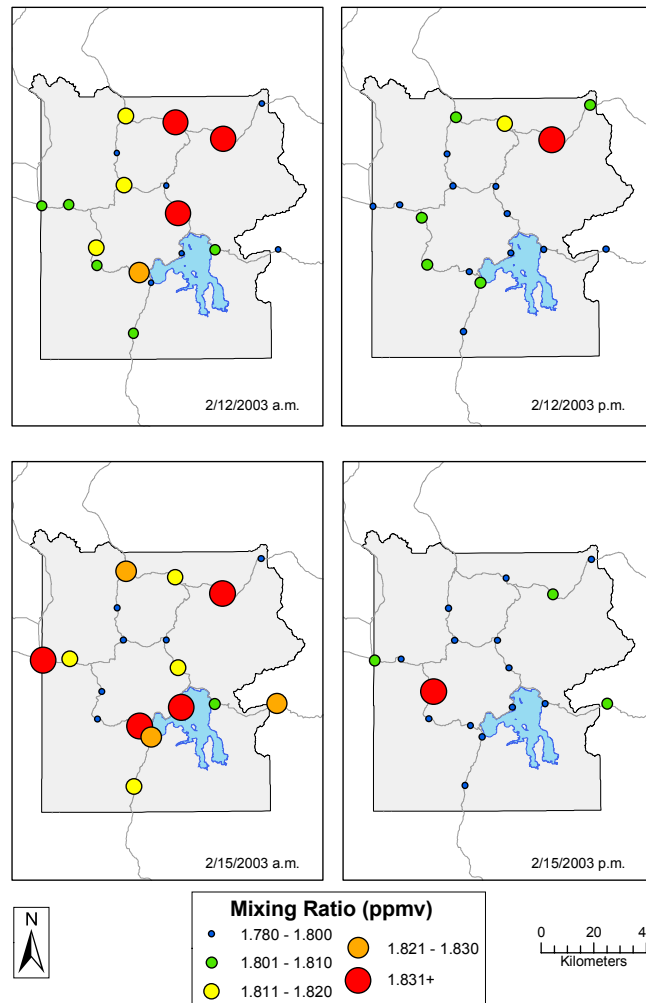 2/12/2003 a.m.
2/12/2003 p.m.
2/15/2003 a.m.
2/15/2003 p.m.
N
Mixing Ratio (ppmv)
1.780 - 1.800
1.801 - 1.810
1.811 - 1.820
1.821 - 1.830
1.831+
0 20 4
Kilometers